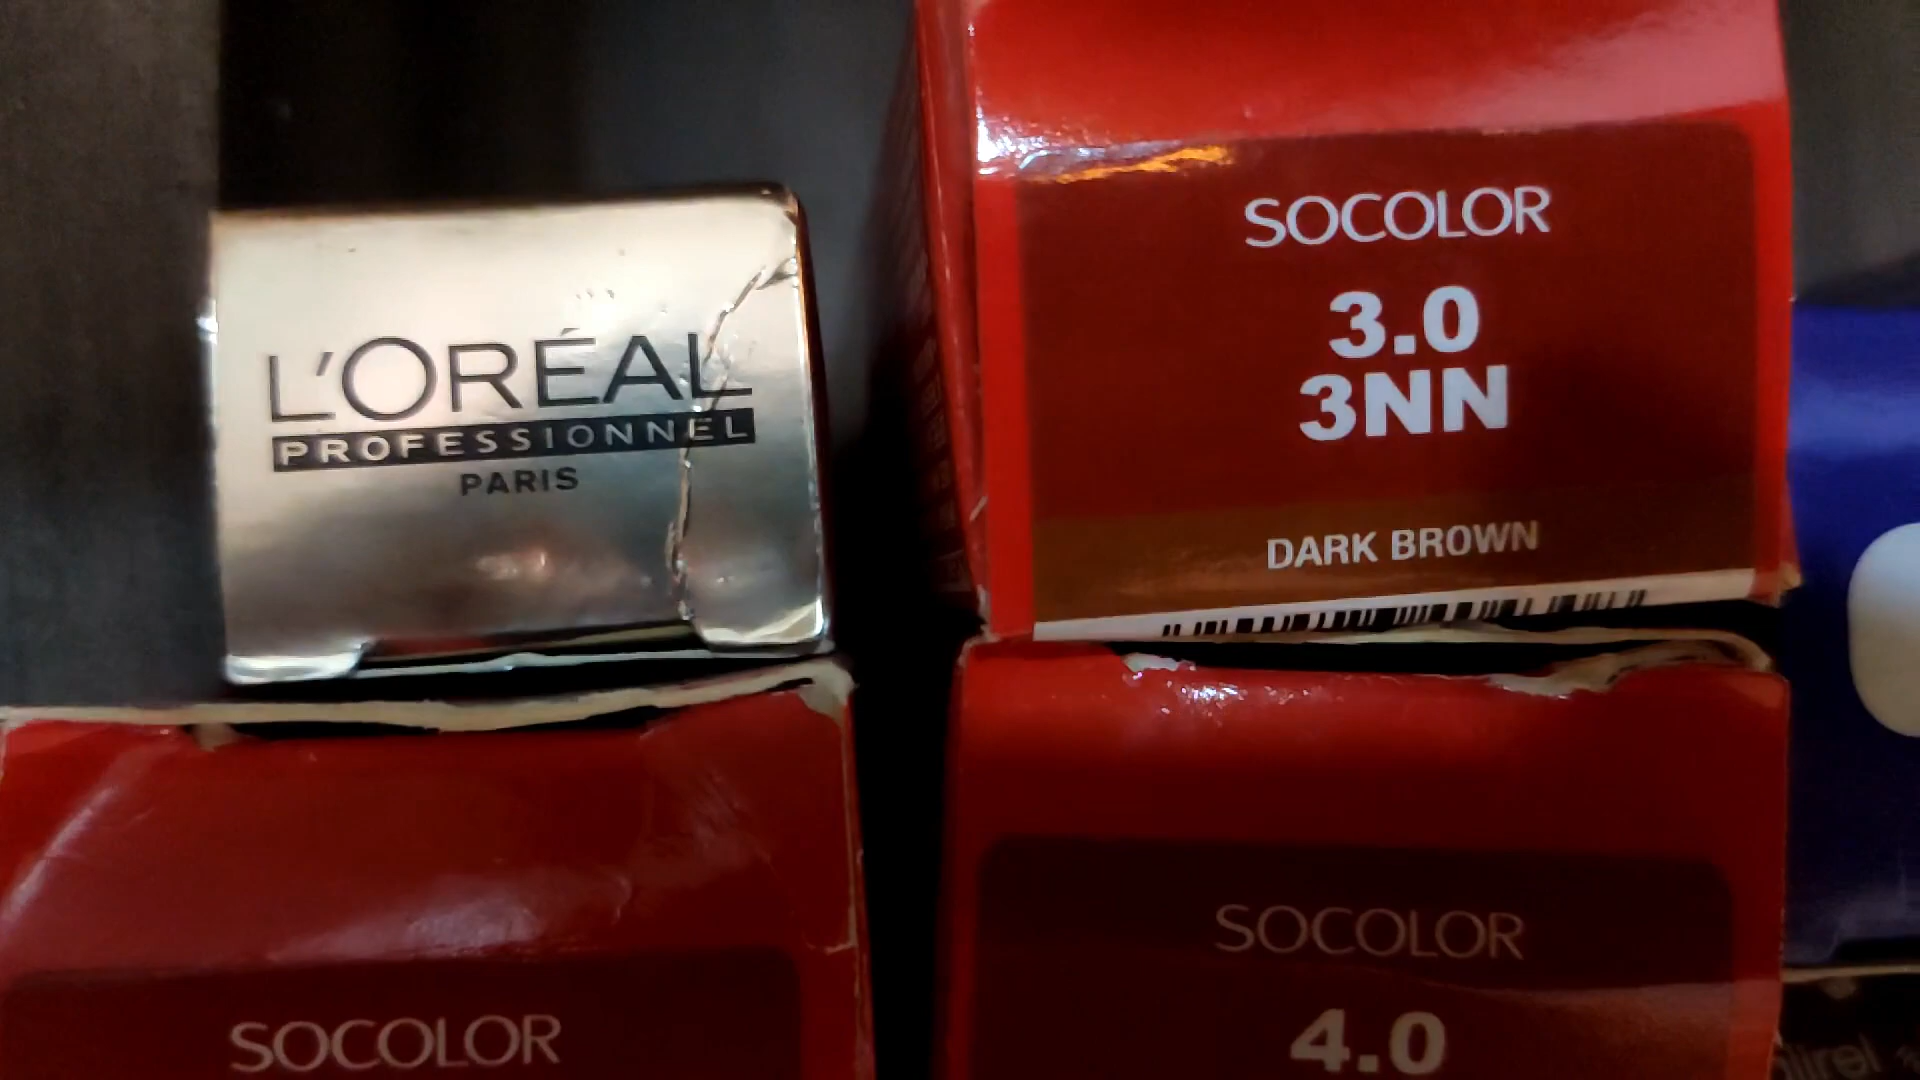 L'ORÉAL
PROFESSIONNEL
PARIS
SOCOLOR
3.0
3NN
DARK BROWN
SOCOLOR
4.0
SOCOLOR